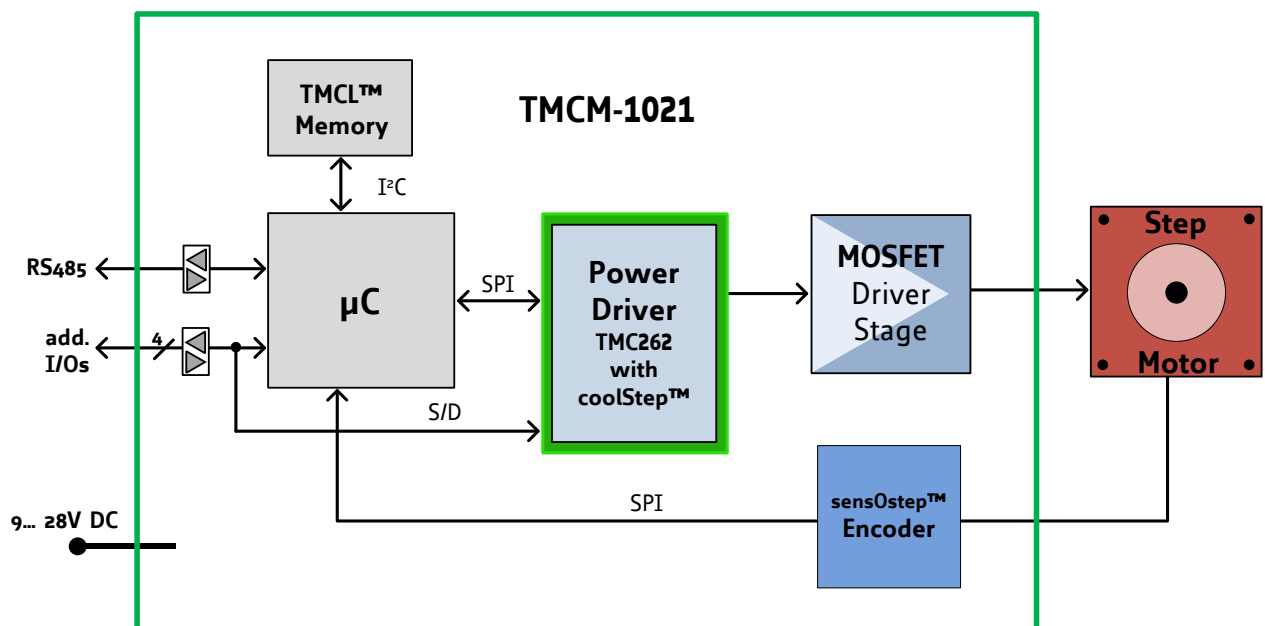 TMCM-1021
TMCL™
Memory
I²C
RS485
µC
SPI
Power
Driver
TMC262
with
coolStep™
MOSFET
Driver
Stage
Step
Motor
add.
I/Os
4
S/D
SPI
sensOstep™
Encoder
9... 28V DC